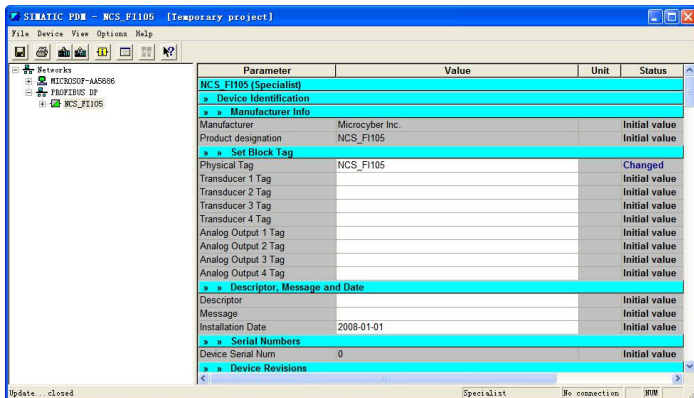 SIMATIC PDM - NCS_FI105 [Temporary project]
File Device View Options Help
Networks
MICROSOF-AA5686
PROFIBUS DP
NCS_FI105
Parameter Value Unit Status
NCS_FI105 (Specialist)
» Device Identification
» » Manufacturer Info
Manufacturer Microcyber Inc. Initial value
Product designation NCS_FI105 Initial value
» » Set Block Tag
Physical Tag NCS_FI105 Changed
Transducer 1 Tag Initial value
Transducer 2 Tag Initial value
Transducer 3 Tag Initial value
Transducer 4 Tag Initial value
Analog Output 1 Tag Initial value
Analog Output 2 Tag Initial value
Analog Output 3 Tag Initial value
Analog Output 4 Tag Initial value
» » Descriptor, Message and Date
Descriptor Initial value
Message Initial value
Installation Date 2008-01-01 Initial value
» » Serial Numbers
Device Serial Num 0 Initial value
» » Device Revisions
Update...closed Specialist No connection NUM